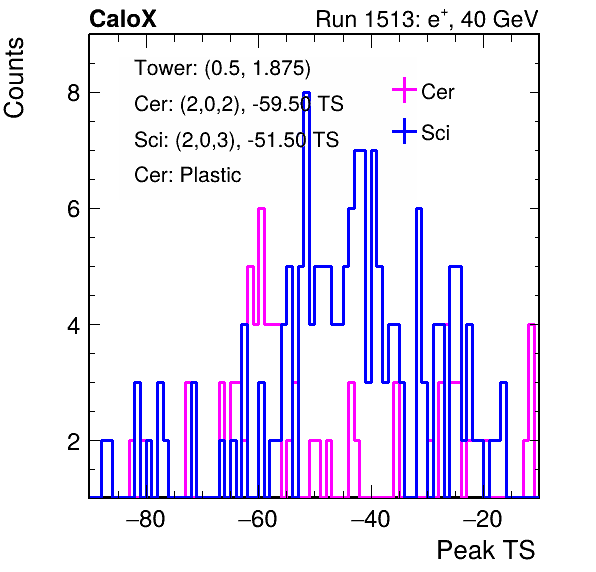 CaloX Run 1513: e+, 40 GeV
Counts
Tower: (0.5, 1.875)
Cer: (2,0,2), -59.50 TS
Sci: (2,0,3), -51.50 TS
Cer: Plastic
Cer
Sci
8
6
4
2
−80 −60 −40 −20
Peak TS